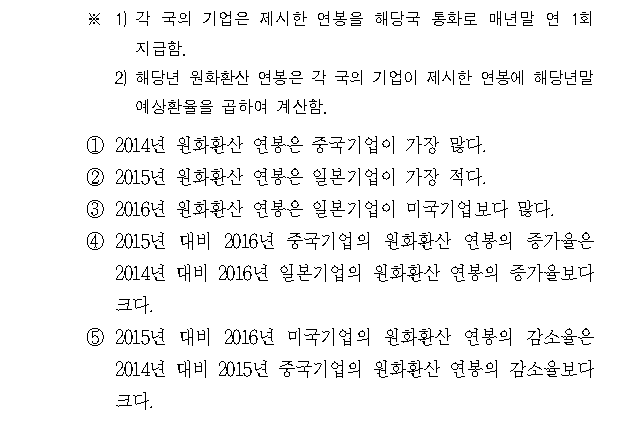 ※ 1) 각 국의 기업은 제시한 연봉을 해당국 통화로 매년말 연 1회
지급함.
2) 해당년 원화환산 연봉은 각 국의 기업이 제시한 연봉에 해당년말
예상환율을 곱하여 계산함.
① 2014년 원화환산 연봉은 중국기업이 가장 많다.
② 2015년 원화환산 연봉은 일본기업이 가장 적다.
③ 2016년 원화환산 연봉은 일본기업이 미국기업보다 많다.
④ 2015년 대비 2016년 중국기업의 원화환산 연봉의 증가율은
2014년 대비 2016년 일본기업의 원화환산 연봉의 증가율보다
크다.
⑤ 2015년 대비 2016년 미국기업의 원화환산 연봉의 감소율은
2014년 대비 2015년 중국기업의 원화환산 연봉의 감소율보다
크다.